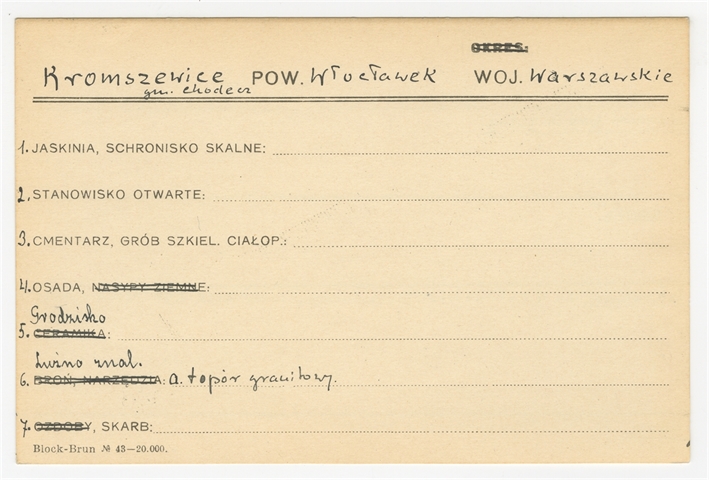 OKRES:
Kromszewice POW. Włocławek WOJ. Warszawskie
gm. Chodecz
1. JASKINIA, SCHRONISKO SKALNE:
2. STANOWISKO OTWARTE:
3. CMENTARZ, GRÓB SZKIEL. CIAŁOP.:
4. OSADA, NASYPY ZIEMNE:
Grodzisko
5. CERAMIKA:
Luźno znal.
6. BROŃ, NARZĘDZIA: a. topór granitowy.
7. OZDOBY, SKARB:
Block-Brun № 43—20.000.